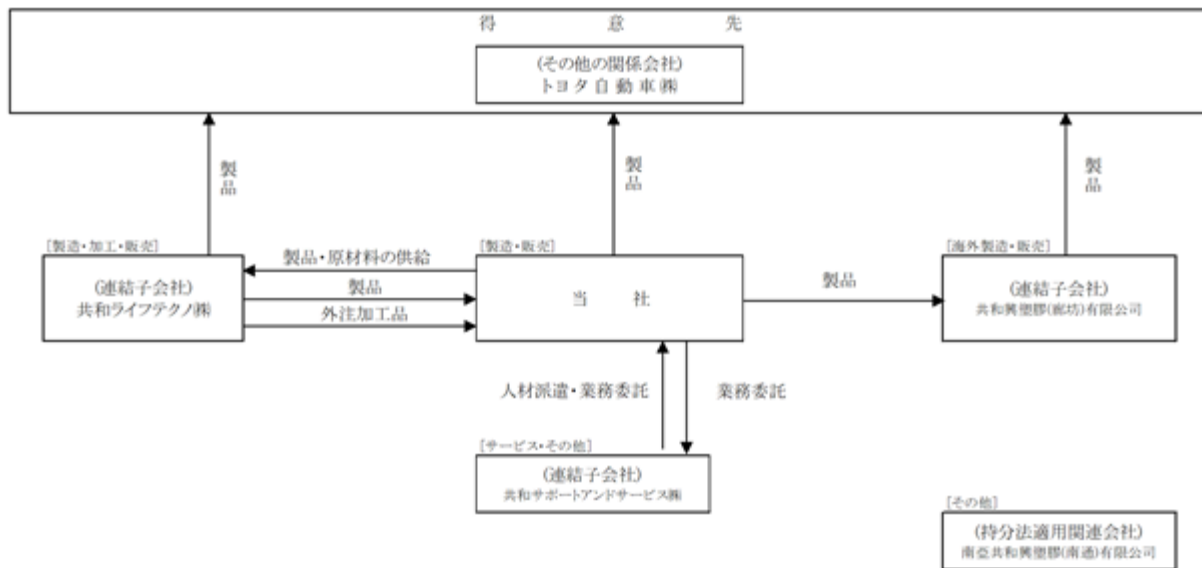 得意先
(その他の関係会社)
トヨタ自動車㈱
製品
製品
製品
[製造・加工・販売]
(連結子会社)
共和ライフテクノ㈱
製品・原材料の供給
製品
外注加工品
[製造・販売]
当社
製品
[海外製造・販売]
(連結子会社)
共和興塑膠(廊坊)有限公司
人材派遣・業務委託
業務委託
[サービス・その他]
(連結子会社)
共和サポートアンドサービス㈱
[その他]
(持分法適用関連会社)
南亞共和興塑膠(南通)有限公司